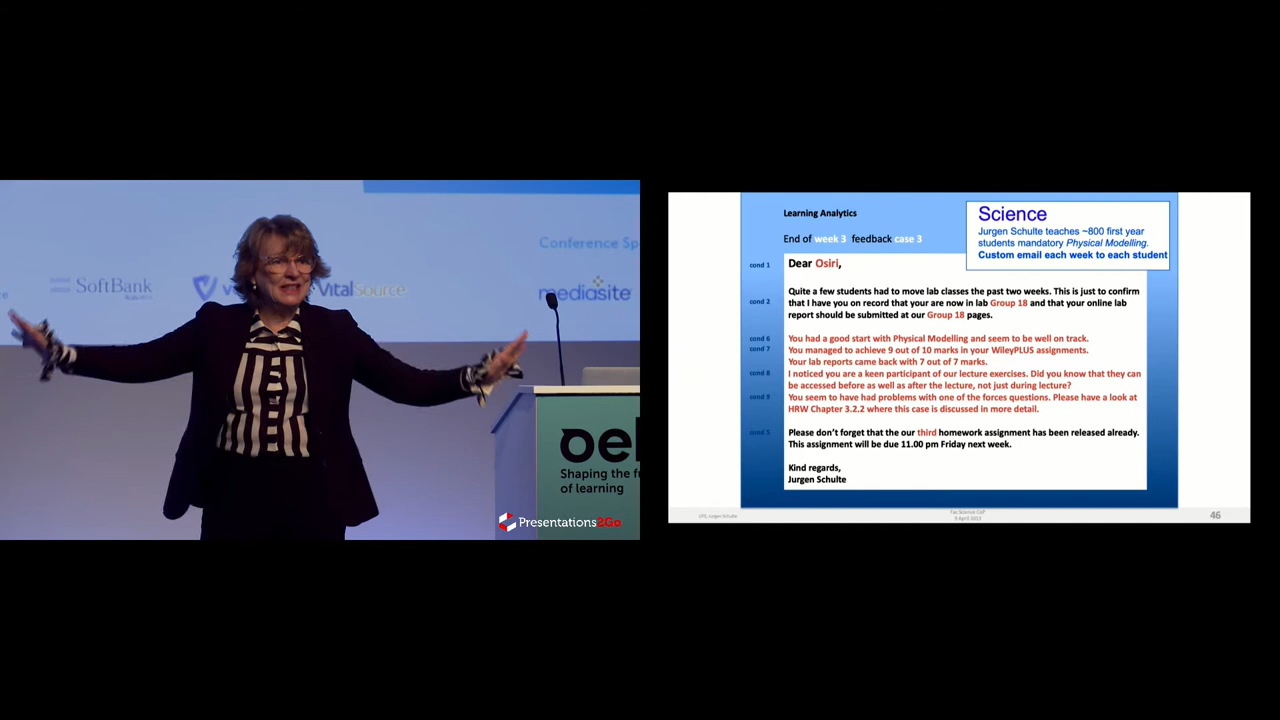 Conference Sp
SoftBank
VitalSource
mediasite
oe
Shaping the f
of learning
Presentations2Go
Learning Analytics
End of week 3 feedback case 3
Science
Jurgen Schulte teaches ~800 first year
students mandatory Physical Modelling.
Custom email each week to each student
cond 1
Dear Osiri,
Quite a few students had to move lab classes the past two weeks. This is just to confirm
cond 2
that I have you on record that your are now in lab Group 18 and that your online lab
report should be submitted at our Group 18 pages.
cond 6
You had a good start with Physical Modelling and seem to be well on track.
cond 7
You managed to achieve 9 out of 10 marks in your WileyPLUS assignments.
Your lab reports came back with 7 out of 7 marks.
cond 8
I noticed you are a keen participant of our lecture exercises. Did you know that they can
be accessed before as well as after the lecture, not just during lecture?
cond 9
You seem to have had problems with one of the forces questions. Please have a look at
HRW Chapter 3.2.2 where this case is discussed in more detail.
cond 5
Please don't forget that the our third homework assignment has been released already.
This assignment will be due 11.00 pm Friday next week.
Kind regards,
Jurgen Schulte
UTS, Jurgen Schulte
Fac Science CAP
9 April 2013
46